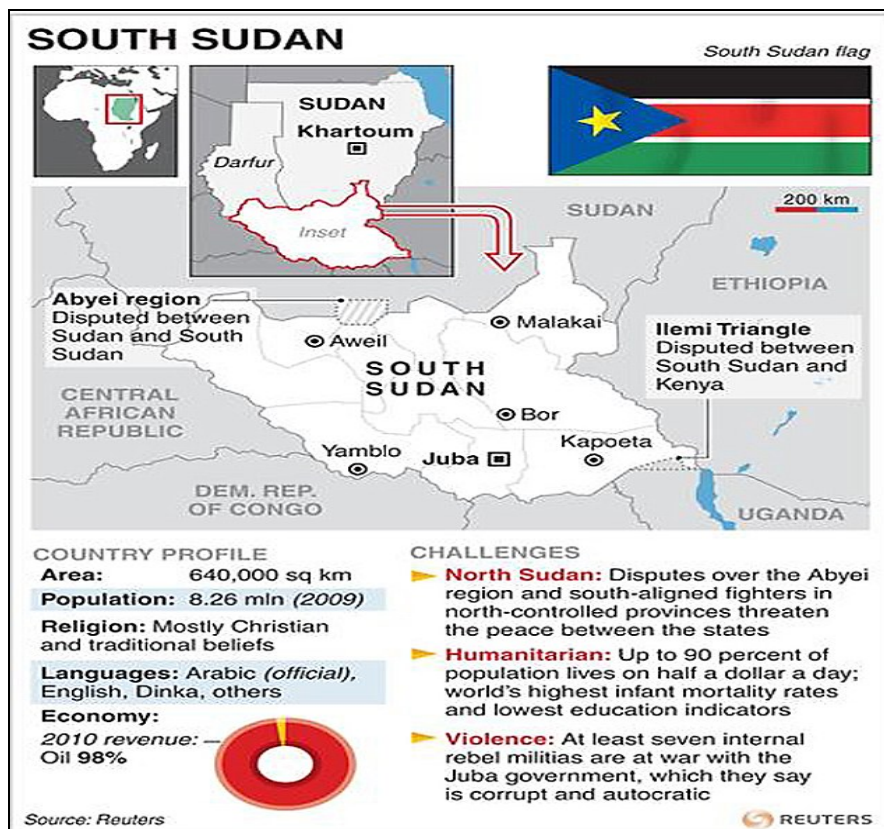 SOUTH SUDAN
South Sudan flag
SUDAN
Khartoum
Darfur
Inset
200 km
SUDAN
ETHIOPIA
Abyei region
Disputed between
Sudan and South
Sudan
Malakai
Aweil
Ilemi Triangle
Disputed between
South Sudan and
Kenya
SOUTH
SUDAN
CENTRAL
AFRICAN
REPUBLIC
Bor
Yamblo
Juba
Kapoeta
DEM. REP.
OF CONGO
UGANDA
COUNTRY PROFILE
Area: 640,000 sq km
Population: 8.26 mln (2009)
Religion: Mostly Christian
and traditional beliefs
Languages: Arabic (official),
English, Dinka, others
Economy:
2010 revenue:
Oil 98%
CHALLENGES
North Sudan: Disputes over the Abyei
region and south-aligned fighters in
north-controlled provinces threaten
the peace between the states
Humanitarian: Up to 90 percent of
population lives on half a dollar a day;
world's highest infant mortality rates
and lowest education indicators
Violence: At least seven internal
rebel militias are at war with the
Juba government, which they say
is corrupt and autocratic
Source: Reuters
REUTERS